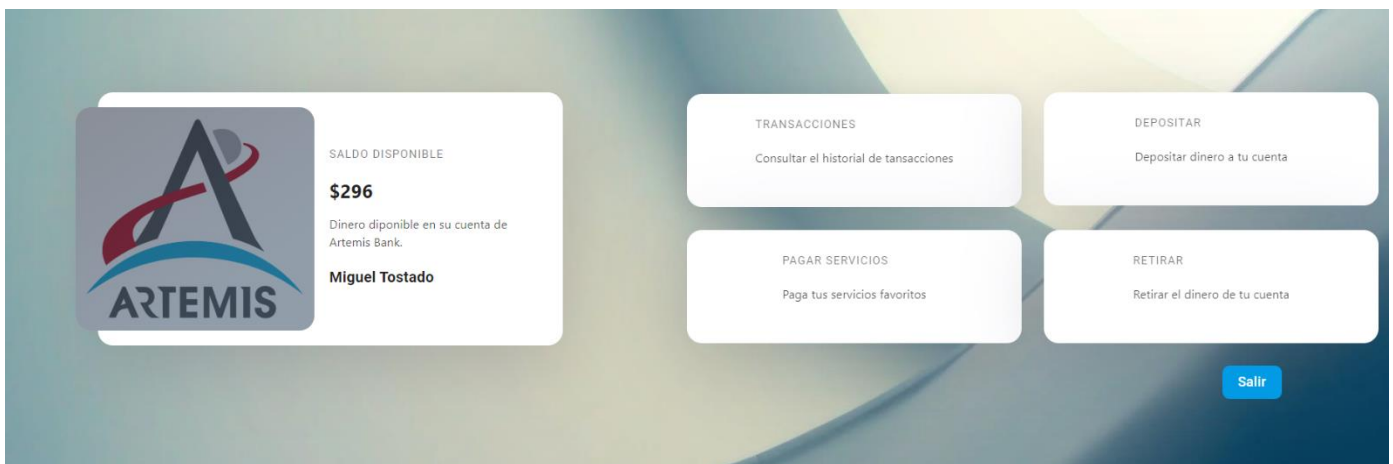 ARTEMIS
SALDO DISPONIBLE
$296
Dinero diponible en su cuenta de
Artemis Bank.
Miguel Tostado
TRANSACCIONES
Consultar el historial de tansacciones
DEPOSITAR
Depositar dinero a tu cuenta
PAGAR SERVICIOS
Paga tus servicios favoritos
RETIRAR
Retirar el dinero de tu cuenta
Salir